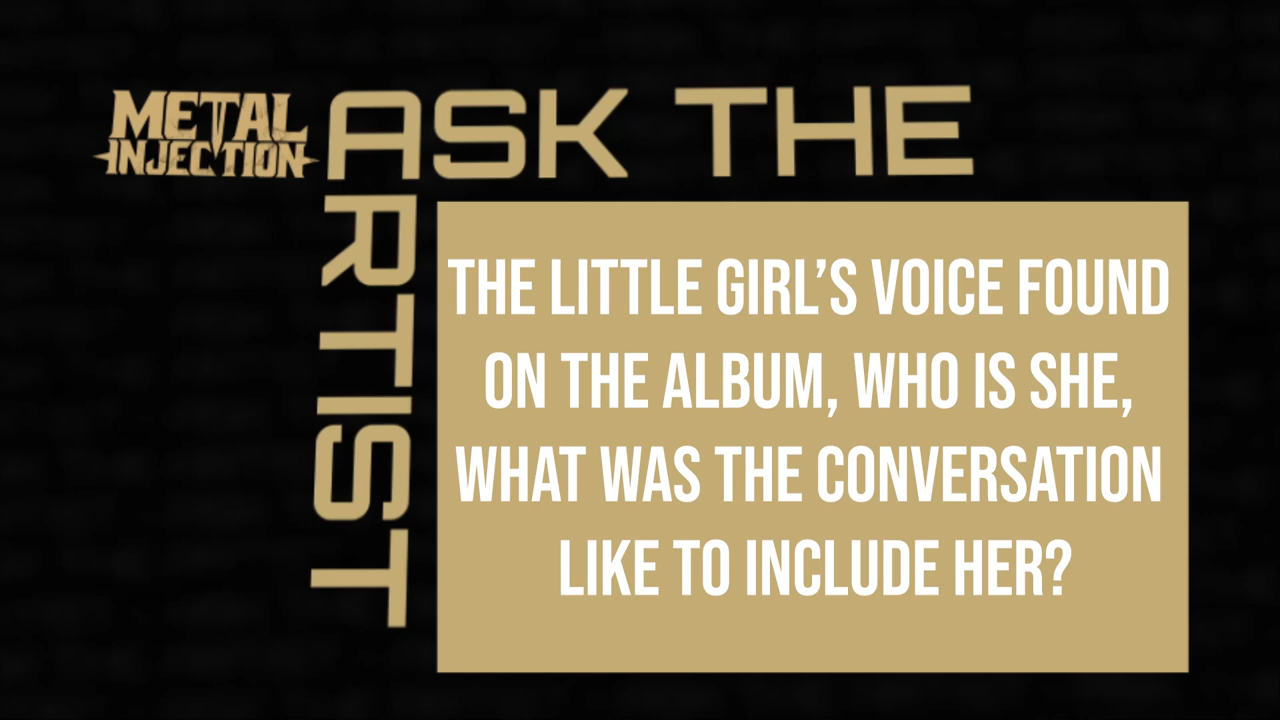 METAL
INJECTION
ASK THE
ARTIST
THE LITTLE GIRL’S VOICE FOUND
ON THE ALBUM, WHO IS SHE,
WHAT WAS THE CONVERSATION
LIKE TO INCLUDE HER?